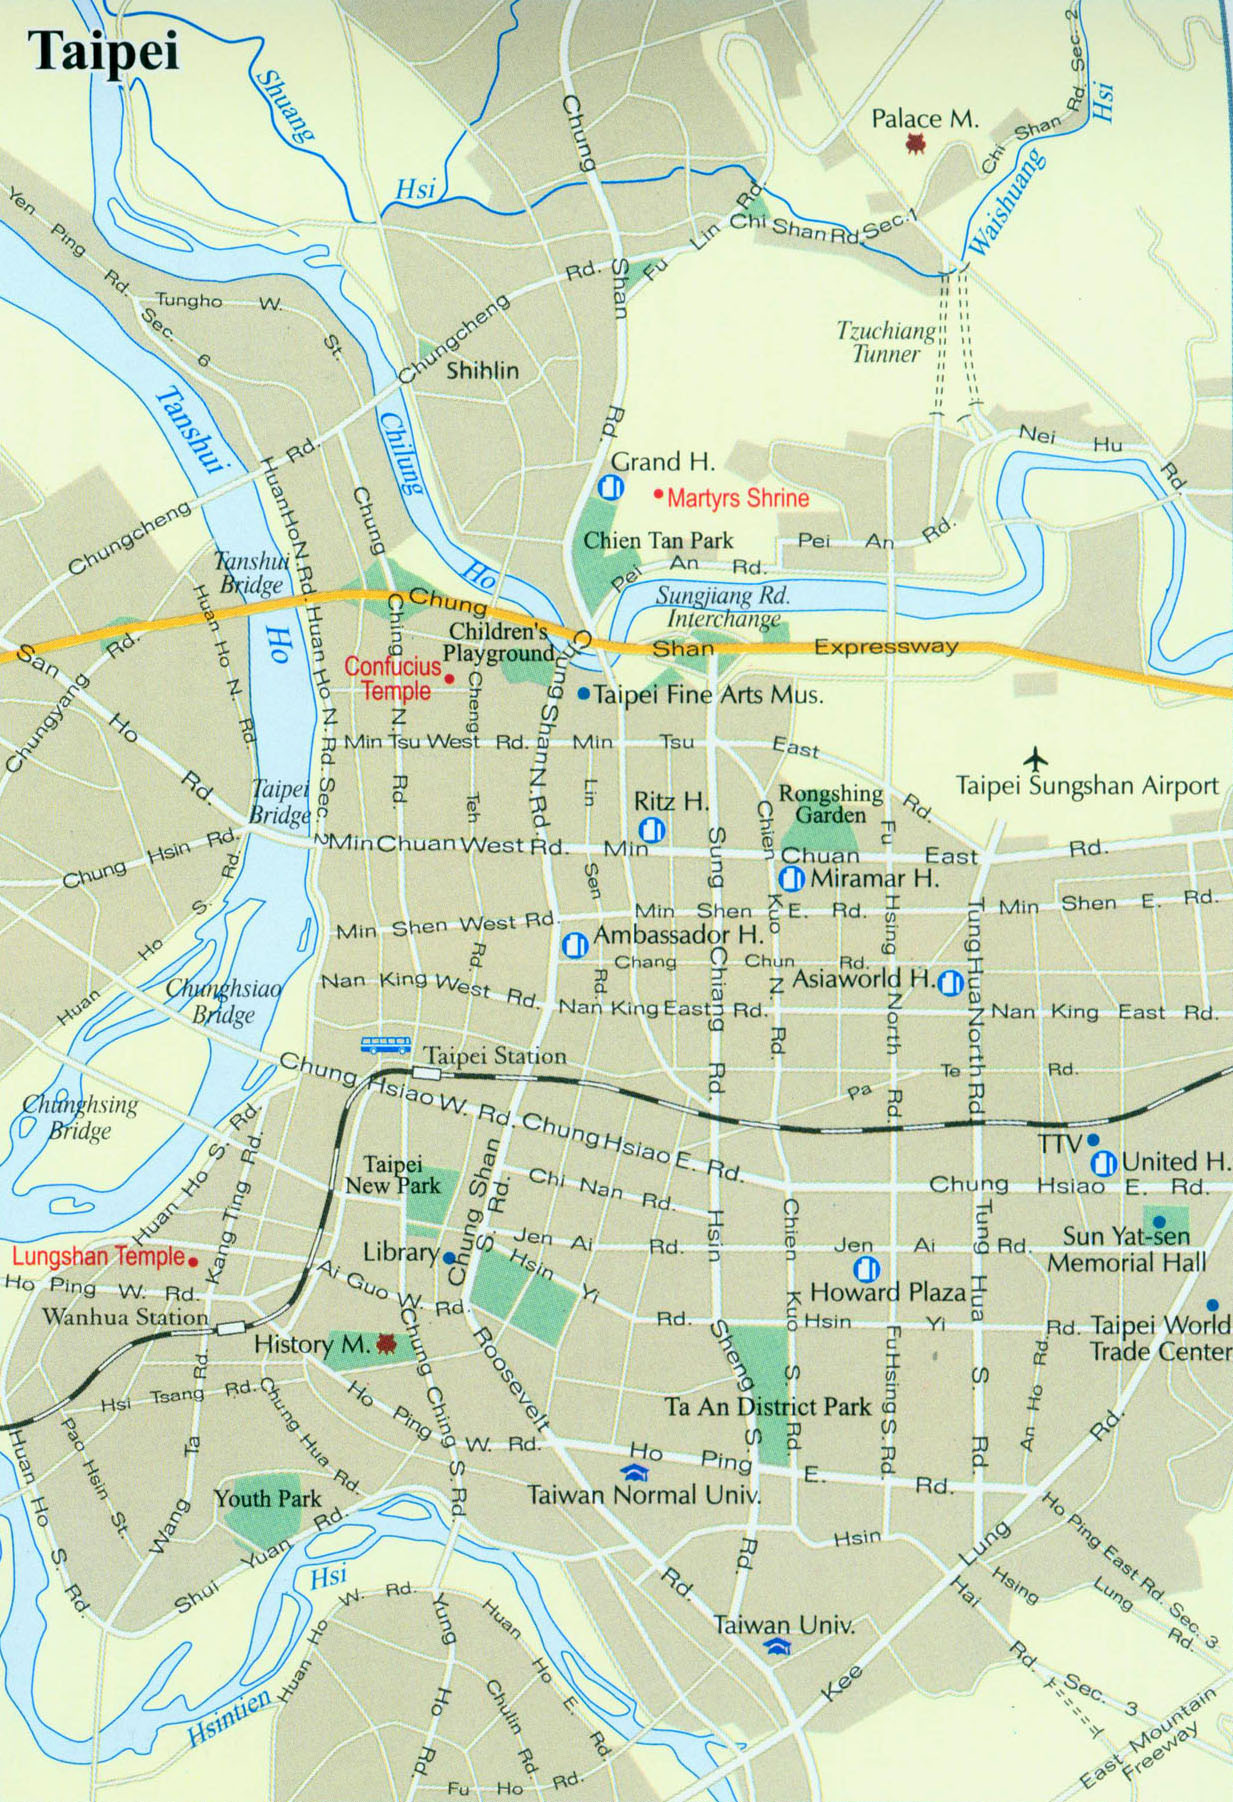 Taipei
Shuang
Hsi
Chung
Shan
Rd.
Palace M.
Chi Shan Rd. Sec. 2
Hsi
Waishuang
Chi Shan Rd. Sec. 1
Fu Lin Rd.
Yen Ping Rd. Sec. 6
Tungho W. St.
Chungcheng Rd.
Shihlin
Tzuchiang
Tunner
Tanshui
Chilung
Nei Hu Rd.
Grand H.
Martyrs Shrine
Huan Ho N. Rd.
Chungcheng Rd.
Chung
Chien Tan Park
Pei An Rd.
Pei An Rd.
Tanshui
Bridge
Ho
Sungjiang Rd.
Interchange
Huan Ho N. Rd.
Huan Ho N. Rd. Sec. 2
Ching N. Rd.
Chung
Shan
Expressway
Children's
Playground
San Ho Rd.
Chungyang Rd.
Ho
Confucius
Temple
Cheng Teh Rd.
Chung Shan N. Rd.
Taipei Fine Arts Mus.
Min Tsu West Rd.
Min Tsu East Rd.
Taipei
Bridge
Lin Sen Rd.
Ritz H.
Rongshing
Garden
Taipei Sungshan Airport
Chung Hsin Rd.
Min Chuan West Rd.
Min Chuan East Rd.
Miramar H.
Sung Chiang Rd.
Chien Kuo N. Rd.
Fu Hsing North Rd.
Tung Hua North Rd.
Huan Ho S. Rd.
Min Shen West Rd.
Min Shen E. Rd.
Min Shen E. Rd.
Ambassador H.
Chang Chun Rd.
Asiaworld H.
Chunghsiao
Bridge
Nan King West Rd.
Nan King East Rd.
Nan King East Rd.
Taipei Station
Pa Te Rd.
Chung Hsiao W. Rd.
Chung Hsiao E. Rd.
Chunghsing
Bridge
Huan Ho S. Rd.
Kang Ting Rd.
TTV
United H.
Taipei
New Park
Chung Shan S. Rd.
Chi Nan Rd.
Chung Hsiao E. Rd.
Hsin Sheng S. Rd.
Chien Kuo S. Rd.
Tung Hua S. Rd.
Lungshan Temple
Library
Jen Ai Rd.
Jen Ai Rd.
Sun Yat-sen
Memorial Hall
Ho Ping W. Rd.
Ai Guo W. Rd.
Hsin Yi Rd.
Howard Plaza
Hsin Yi Rd.
Taipei World
Trade Center
Wanhua Station
History M.
Chung Ching S. Rd.
Roosevelt Rd.
Fu Hsing S. Rd.
An Ho Rd.
Hsi Tsang Rd.
Chung Hua Rd.
Ho Ping W. Rd.
Ta An District Park
Huan Ho S. Rd.
Pao Hsin St.
Wang Ta Rd.
Ho Ping E. Rd.
Youth Park
Taiwan Normal Univ.
Shui Yuan Rd.
Hsin Hai Rd. Sec. 3
Kee Lung Rd.
Ho Ping East Rd. Sec. 3
Hsing Lung Rd.
Hsi
Hsintien
Huan Ho W. Rd.
Yung Ho Rd.
Huan Ho E. Rd.
Chulin Rd.
Fu Ho Rd.
Taiwan Univ.
East Mountain
Freeway